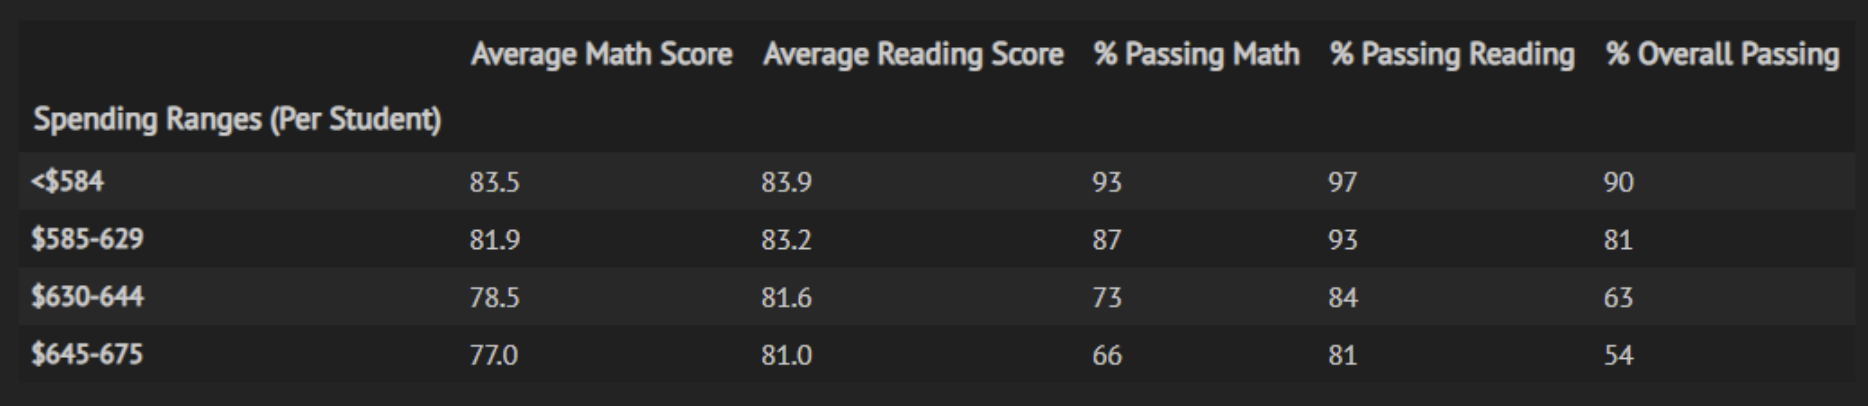 Average Math Score Average Reading Score % Passing Math % Passing Reading % Overall Passing
Spending Ranges (Per Student)
<$584 83.5 83.9 93 97 90
$585-629 81.9 83.2 87 93 81
$630-644 78.5 81.6 73 84 63
$645-675 77.0 81.0 66 81 54